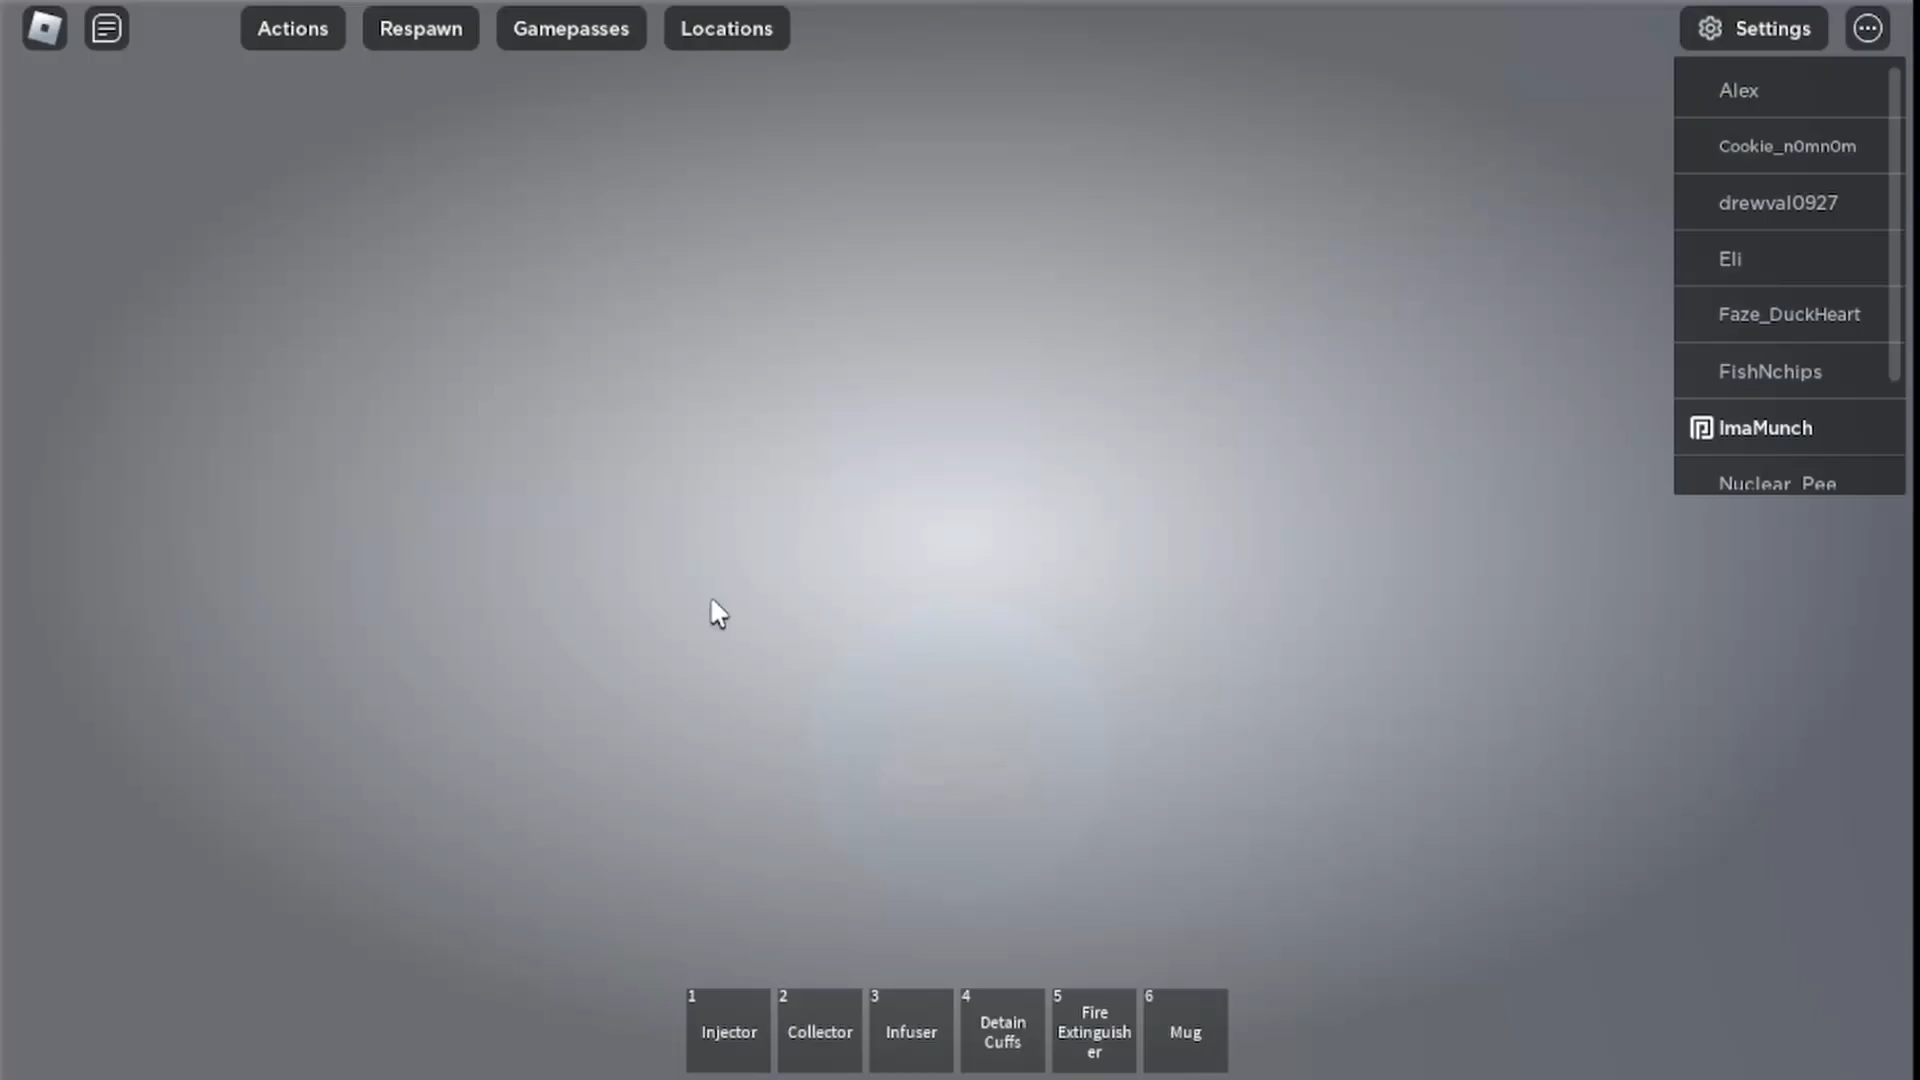 Actions
Respawn
Gamepasses
Locations
Settings
Alex
Cookie_n0mn0m
drewval0927
Eli
Faze_DuckHeart
FishNchips
ImaMunch
Nuclear_Pee
1
Injector
2
Collector
3
Infuser
4
Detain
Cuffs
5
Fire
Extinguish
er
6
Mug